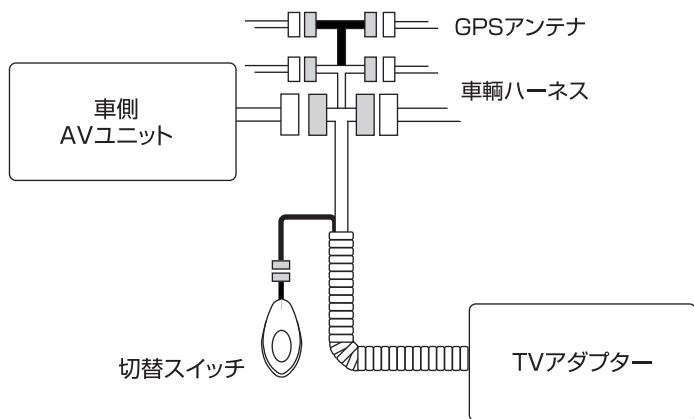 GPSアンテナ
車輌ハーネス
車側
AVユニット
切替スイッチ
TVアダプター